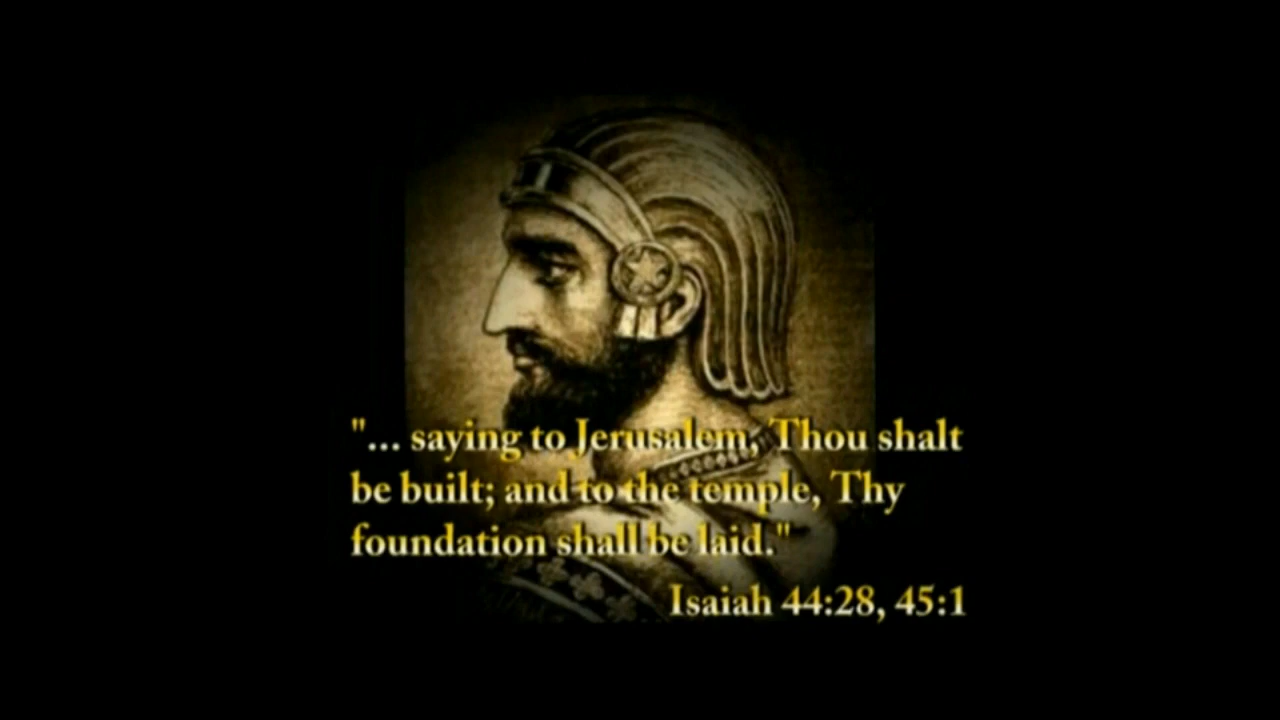 "... saying to Jerusalem, Thou shalt
be built; and to the temple, Thy
foundation shall be laid."
Isaiah 44:28, 45:1